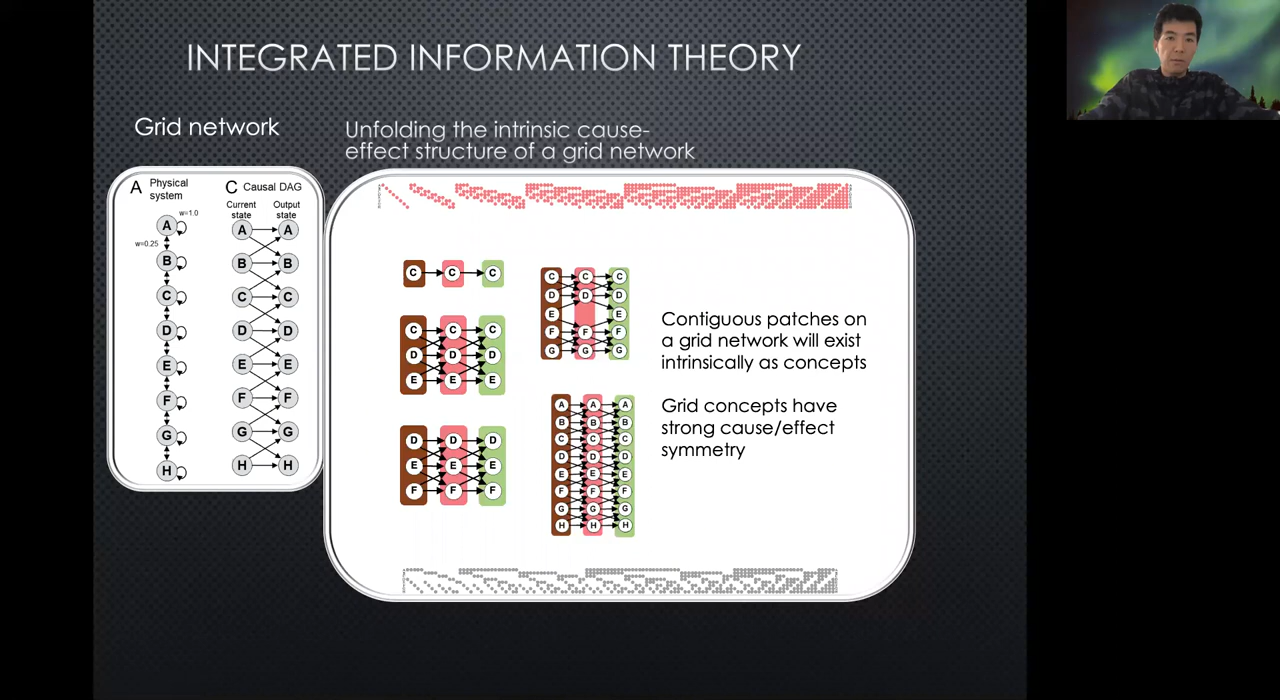 INTEGRATED INFORMATION THEORY
Grid network
Unfolding the intrinsic cause-
effect structure of a grid network
A Physical
system
w=1.0
A
w=0.25
B
C
D
E
F
G
H
C Causal DAG
Current
state
Output
state
A A
B B
C C
D D
E E
F F
G G
H H
C C C
C C C
D D D
E E E
D D D
E E E
F F F
C C C
D D D
E E
F F F
G G G
A A A
B B B
C C C
D D D
E E E
F F F
G G G
H H H
Contiguous patches on
a grid network will exist
intrinsically as concepts
Grid concepts have
strong cause/effect
symmetry